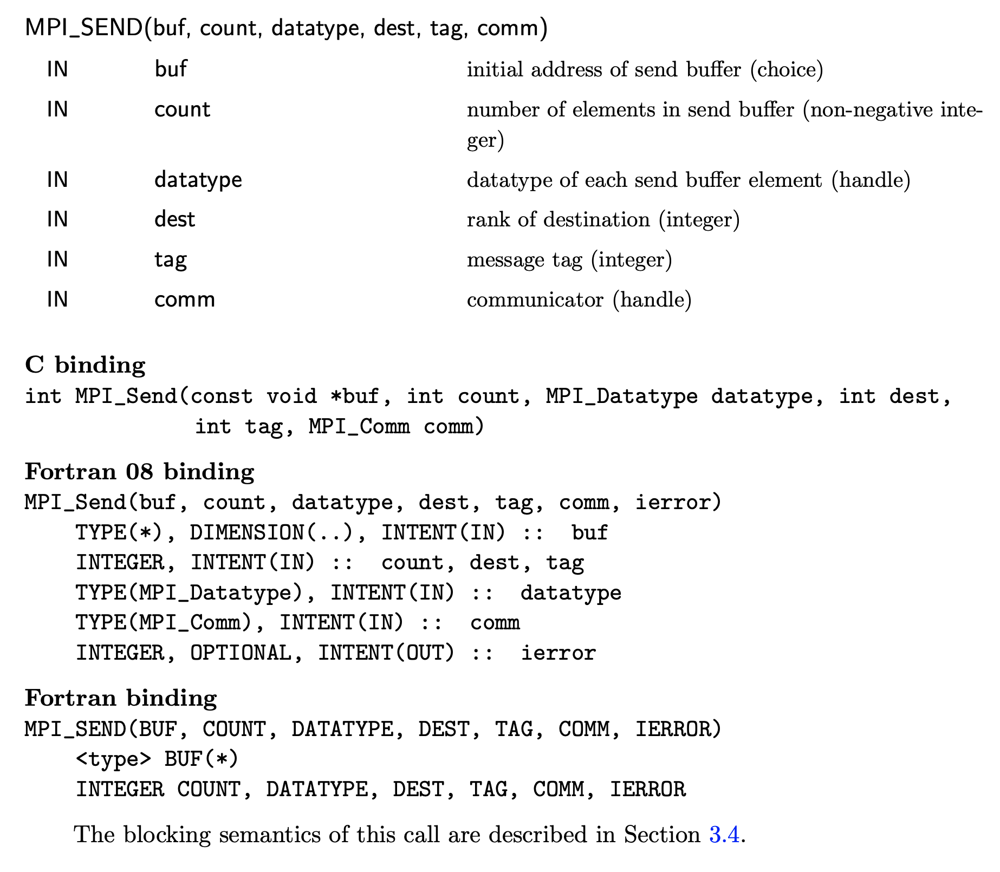 MPI_SEND(buf, count, datatype, dest, tag, comm)
IN buf initial address of send buffer (choice)
IN count number of elements in send buffer (non-negative inte-
ger)
IN datatype datatype of each send buffer element (handle)
IN dest rank of destination (integer)
IN tag message tag (integer)
IN comm communicator (handle)
C binding
int MPI_Send(const void *buf, int count, MPI_Datatype datatype, int dest,
int tag, MPI_Comm comm)
Fortran 08 binding
MPI_Send(buf, count, datatype, dest, tag, comm, ierror)
TYPE(*), DIMENSION(..), INTENT(IN) :: buf
INTEGER, INTENT(IN) :: count, dest, tag
TYPE(MPI_Datatype), INTENT(IN) :: datatype
TYPE(MPI_Comm), INTENT(IN) :: comm
INTEGER, OPTIONAL, INTENT(OUT) :: ierror
Fortran binding
MPI_SEND(BUF, COUNT, DATATYPE, DEST, TAG, COMM, IERROR)
<type> BUF(*)
INTEGER COUNT, DATATYPE, DEST, TAG, COMM, IERROR
The blocking semantics of this call are described in Section 3.4.